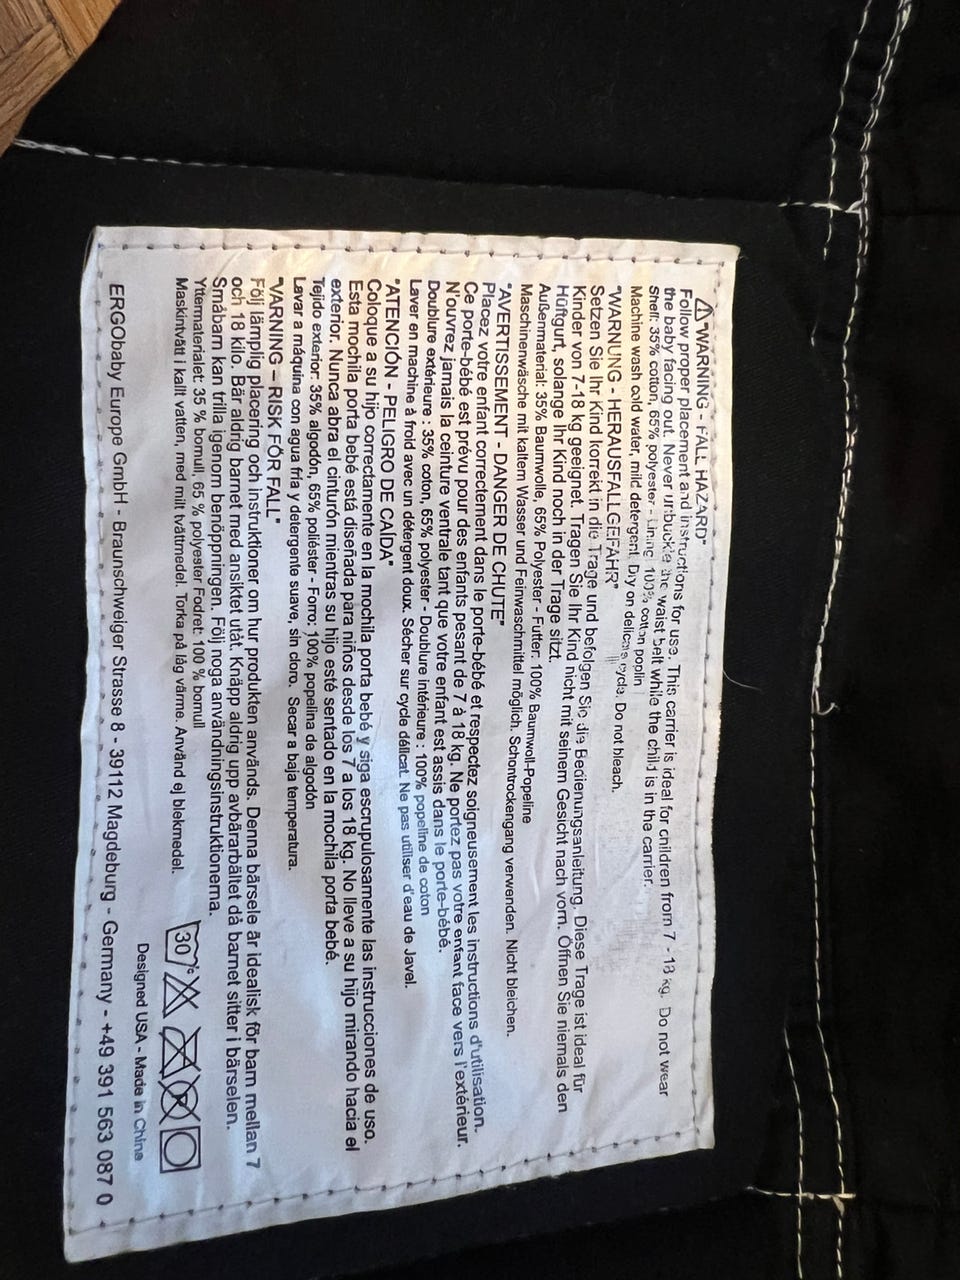 ⚠"WARNING - FALL HAZARD"
Follow proper placement and instructions for use. This carrier is ideal for children from 7 - 18 kg. Do not wear
the baby facing out. Never unbuckle the waist belt while the child is in the carrier.
Shell: 35% cotton, 65% polyester - Lining: 100% cotton poplin
Machine wash cold water, mild detergent. Dry on delicate cycle. Do not bleach.
"WARNUNG - HERAUSFALLGEFAHR"
Setzen Sie Ihr Kind korrekt in die Trage und befolgen Sie die Bedienungsanleitung. Diese Trage ist ideal für
Kinder von 7-18 kg geeignet. Tragen Sie Ihr Kind nicht mit seinem Gesicht nach vorn. Öffnen Sie niemals den
Hüftgurt, solange Ihr Kind noch in der Trage sitzt.
Außenmaterial: 35% Baumwolle, 65% Polyester - Futter: 100% Baumwoll-Popeline
Maschinenwäsche mit kaltem Wasser und Feinwaschmittel möglich. Schontrockengang verwenden. Nicht bleichen.
"AVERTISSEMENT - DANGER DE CHUTE"
Placez votre enfant correctement dans le porte-bébé et respectez soigneusement les instructions d'utilisation.
Ce porte-bébé est prévu pour des enfants pesant de 7 à 18 kg. Ne portez pas votre enfant face vers l'extérieur.
N'ouvrez jamais la ceinture ventrale tant que votre enfant est assis dans le porte-bébé.
Doublure extérieure : 35% coton, 65% polyester - Doublure intérieure : 100% popeline de coton
Laver en machine à froid avec un détergent doux. Sécher sur cycle délicat. Ne pas utiliser d'eau de Javel.
"ATENCIÓN - PELIGRO DE CAÍDA"
Coloque a su hijo correctamente en la mochila porta bebé y siga escrupulosamente las instrucciones de uso.
Esta mochila porta bebé está diseñada para niños desde los 7 a los 18 kg. No lleve a su hijo mirando hacia el
exterior. Nunca abra el cinturón mientras su hijo esté sentado en la mochila porta bebé.
Tejido exterior: 35% algodón, 65% poliéster - Forro: 100% popelina de algodón
Lavar a máquina con agua fría y detergente suave, sin cloro. Secar a baja temperatura.
"VARNING – RISK FÖR FALL"
Följ lämplig placering och instruktioner om hur produkten används. Denna bärsele är idealisk för barn mellan 7
och 18 kilo. Bär aldrig barnet med ansiktet utåt. Knäpp aldrig upp avbärarbältet då barnet sitter i bärselen.
Småbarn kan trilla igenom benöppningen. Följ noga användningsinstruktionerna.
Yttermaterialet: 35 % bomull, 65 % polyester Fodret: 100 % bomull
Maskintvätt i kallt vatten, med milt tvättmedel. Torka på låg värme. Använd ej blekmedel.
30°c P
Designed USA - Made in China
ERGObaby Europe GmbH - Braunschweiger Strasse 8 - 39112 Magdeburg - Germany - +49 391 563 087 0